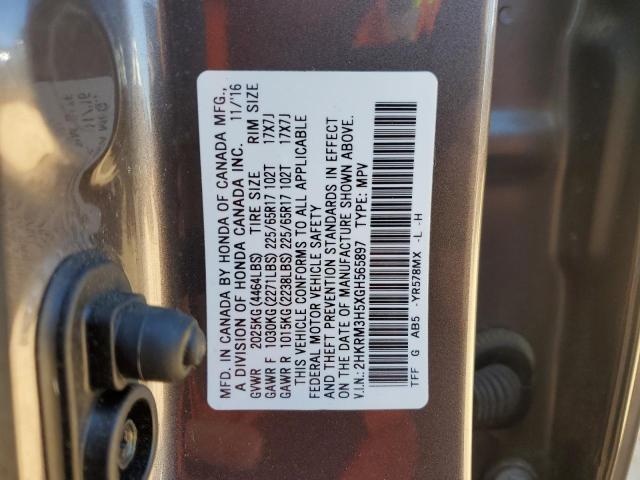 MFD. IN CANADA BY HONDA OF CANADA MFG.,
A DIVISION OF HONDA CANADA INC. 11/16
GVWR 2025KG(4464LBS) TIRE SIZE RIM SIZE
GAWR F 1030KG(2271LBS) 225/65R17 102T 17X7J
GAWR R 1015KG(2238LBS) 225/65R17 102T 17X7J
THIS VEHICLE CONFORMS TO ALL APPLICABLE
FEDERAL MOTOR VEHICLE SAFETY
AND THEFT PREVENTION STANDARDS IN EFFECT
ON THE DATE OF MANUFACTURE SHOWN ABOVE.
V.I.N.: 2HKRM3H5XGH565897 TYPE: MPV
TFF G AB5 -YR578MX -L -H